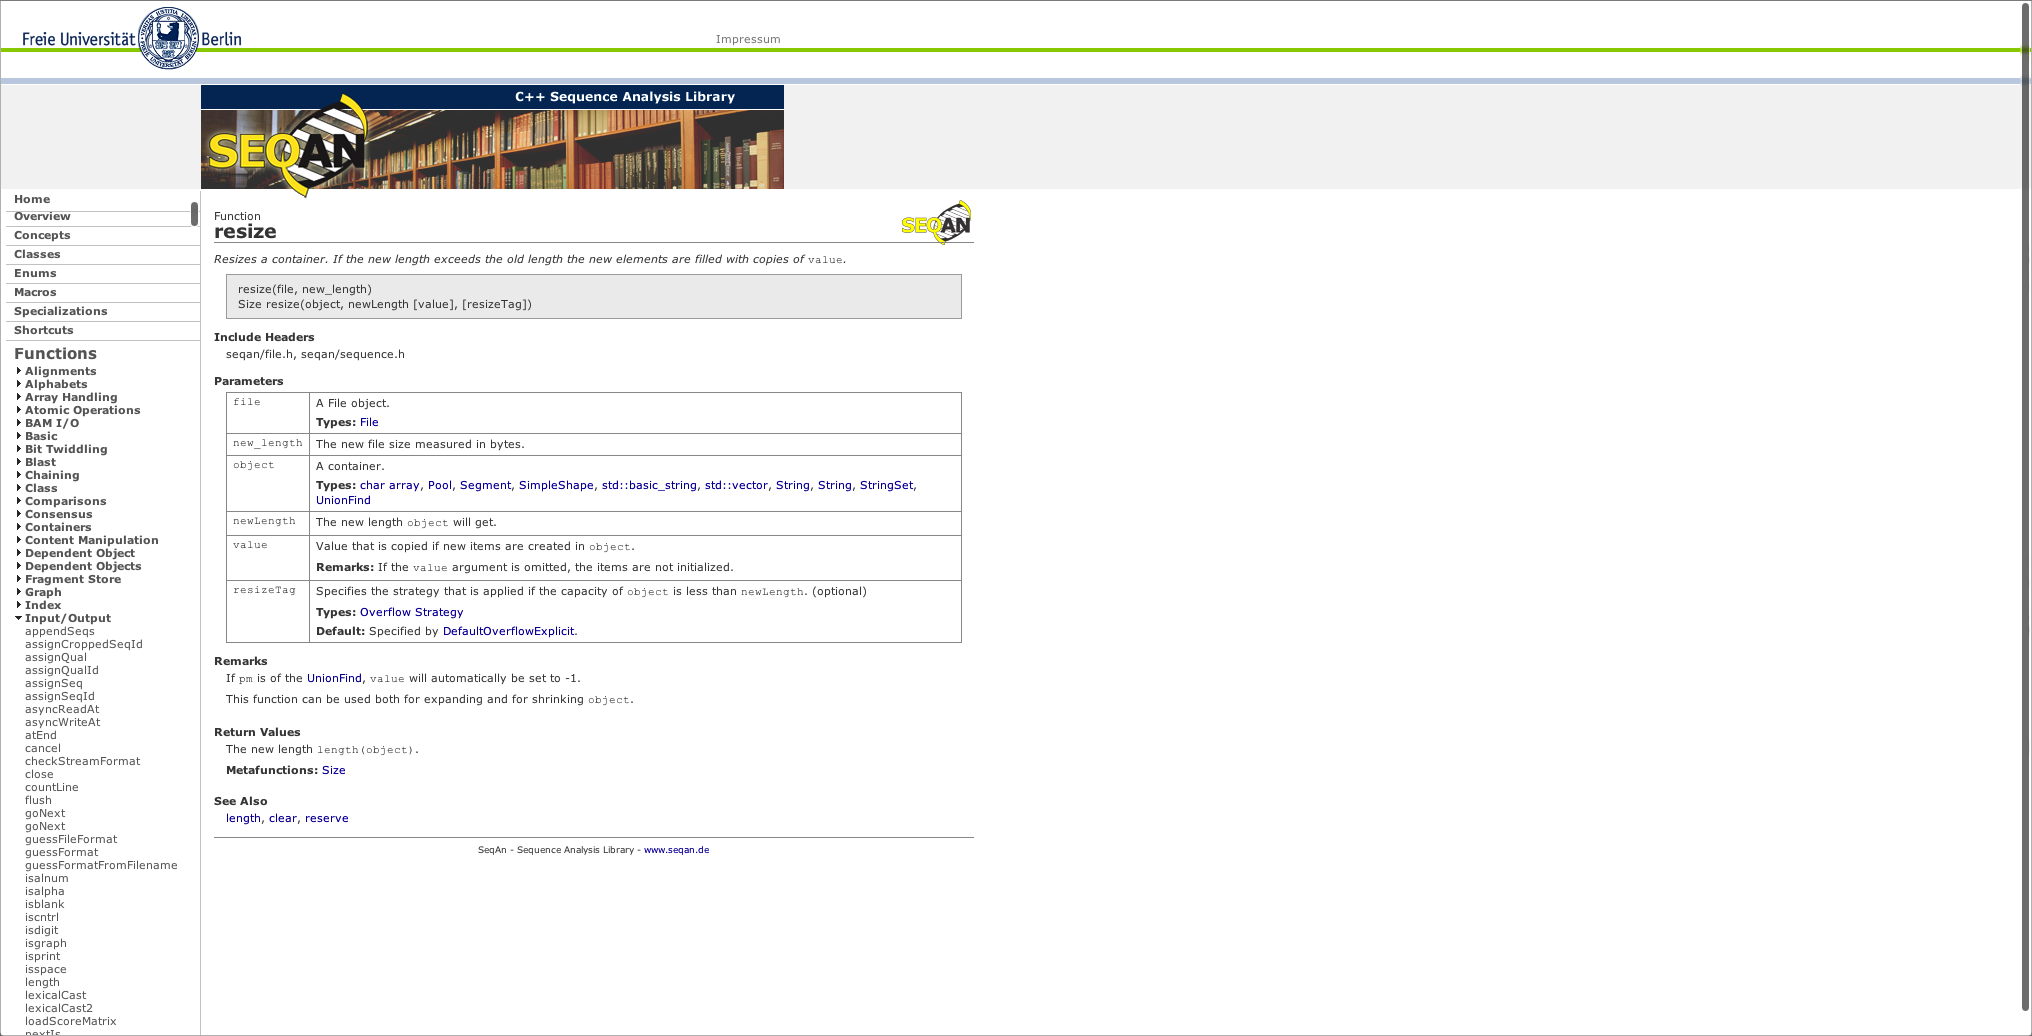 Freie Universität Berlin
Impressum
C++ Sequence Analysis Library
SEQAN
Home
Overview
Concepts
Classes
Enums
Macros
Specializations
Shortcuts
Functions
Alignments
Alphabets
Array Handling
Atomic Operations
BAM I/O
Basic
Bit Twiddling
Blast
Chaining
Class
Comparisons
Consensus
Containers
Content Manipulation
Dependent Object
Dependent Objects
Fragment Store
Graph
Index
Input/Output
appendSeqs
assignCroppedSeqId
assignQual
assignQualId
assignSeq
assignSeqId
asyncReadAt
asyncWriteAt
atEnd
cancel
checkStreamFormat
close
countLine
flush
goNext
goNext
guessFileFormat
guessFormat
guessFormatFromFilename
isalnum
isalpha
isblank
iscntrl
isdigit
isgraph
isprint
isspace
length
lexicalCast
lexicalCast2
loadScoreMatrix
nextIs
Function
resize
SEQAN
Resizes a container. If the new length exceeds the old length the new elements are filled with copies of value.
resize(file, new_length)
Size resize(object, newLength [value], [resizeTag])
Include Headers
seqan/file.h, seqan/sequence.h
Parameters
file A File object.
Types: File
new_length The new file size measured in bytes.
object A container.
Types: char array, Pool, Segment, SimpleShape, std::basic_string, std::vector, String, String, StringSet,
UnionFind
newLength The new length object will get.
value Value that is copied if new items are created in object.
Remarks: If the value argument is omitted, the items are not initialized.
resizeTag Specifies the strategy that is applied if the capacity of object is less than newLength. (optional)
Types: Overflow Strategy
Default: Specified by DefaultOverflowExplicit.
Remarks
If pm is of the UnionFind, value will automatically be set to -1.
This function can be used both for expanding and for shrinking object.
Return Values
The new length length(object).
Metafunctions: Size
See Also
length, clear, reserve
SeqAn - Sequence Analysis Library - www.seqan.de